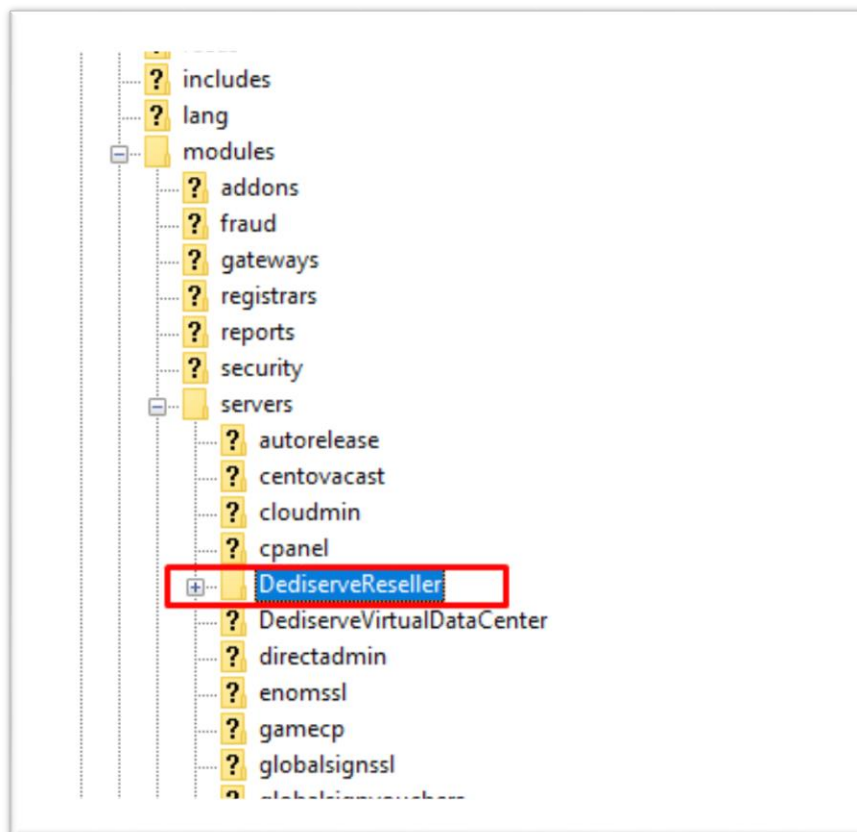 includes
lang
modules
addons
fraud
gateways
registrars
reports
security
servers
autorelease
centovacast
cloudmin
cpanel
DediserveReseller
DediserveVirtualDataCenter
directadmin
enomssl
gamecp
globalsignssl